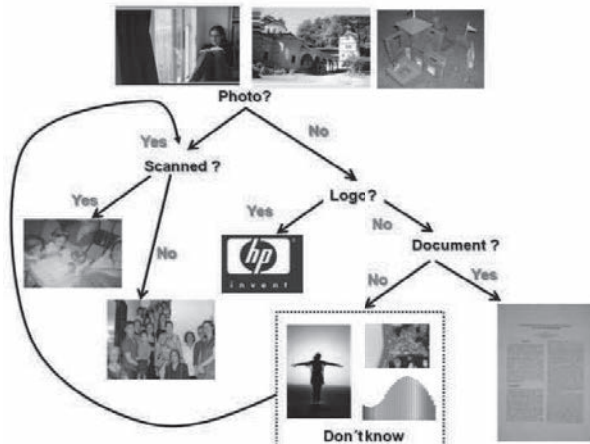 Photo?
Yes
No
Scanned ?
Logo ?
Yes
No
Yes
No
Document ?
hp
invent
No
Yes
Don´t know